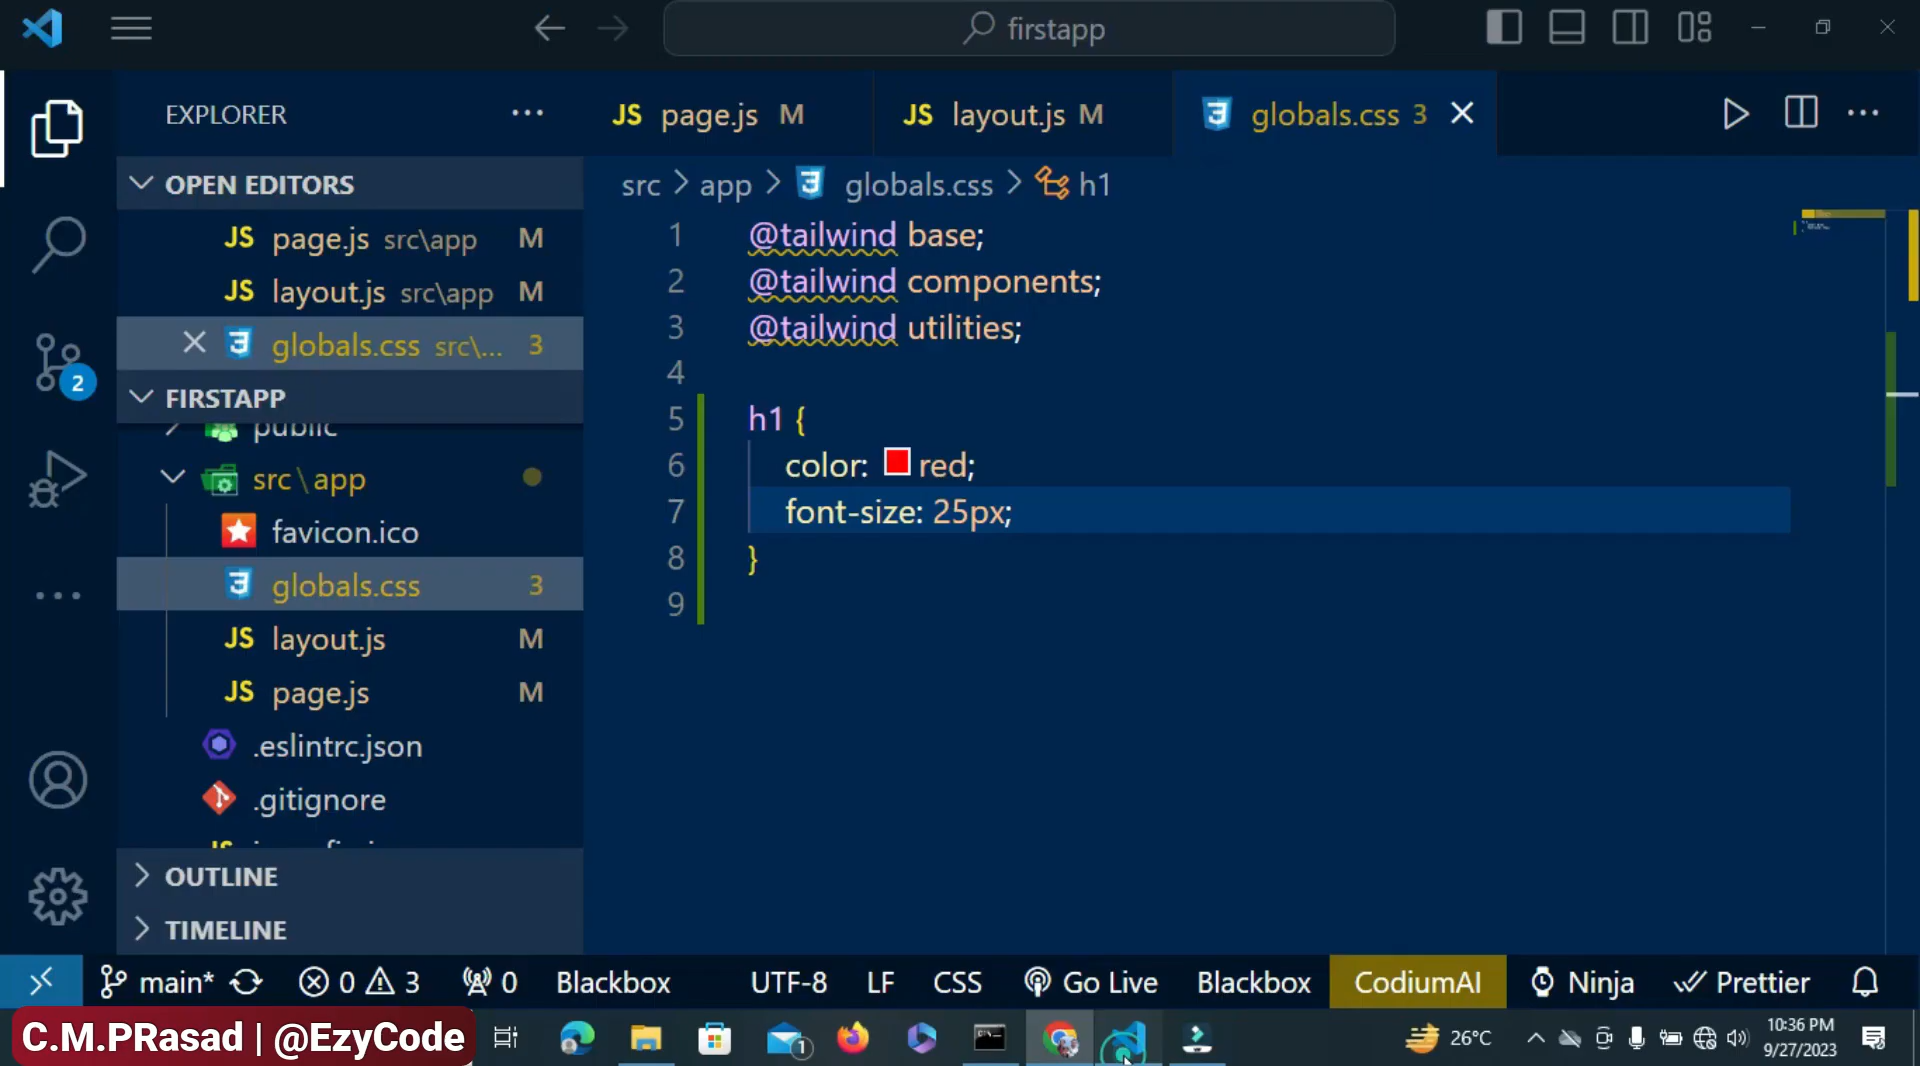 firstapp
EXPLORER
JS page.js M
JS layout.js M
globals.css 3
OPEN EDITORS
JS page.js src\app M
JS layout.js src\app M
globals.css src\... 3
FIRSTAPP
public
src \ app
favicon.ico
globals.css 3
JS layout.js M
JS page.js M
.eslintrc.json
.gitignore
OUTLINE
TIMELINE
2
src > app > globals.css > h1
1 @tailwind base;
2 @tailwind components;
3 @tailwind utilities;
4
5 h1 {
6 color: red;
7 font-size: 25px;
8 }
9
main* 0 3 0 Blackbox UTF-8 LF CSS Go Live Blackbox CodiumAI Ninja Prettier
C.M.PRasad | @EzyCode
1
26°C
10:36 PM
9/27/2023